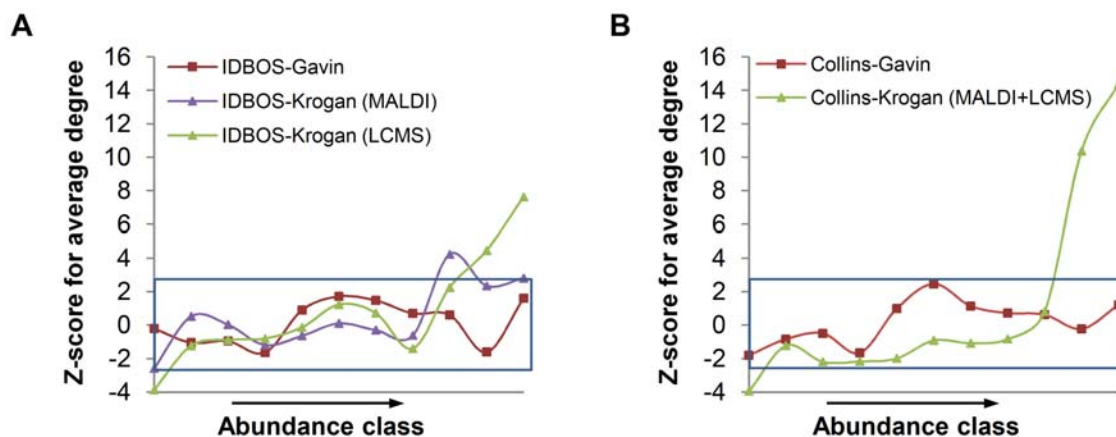 A
Z-score for average degree
16
14
12
10
8
6
4
2
0
-2
-4
IDBOS-Gavin
IDBOS-Krogan (MALDI)
IDBOS-Krogan (LCMS)
Abundance class
B
Z-score for average degree
16
14
12
10
8
6
4
2
0
-2
-4
Collins-Gavin
Collins-Krogan (MALDI+LCMS)
Abundance class